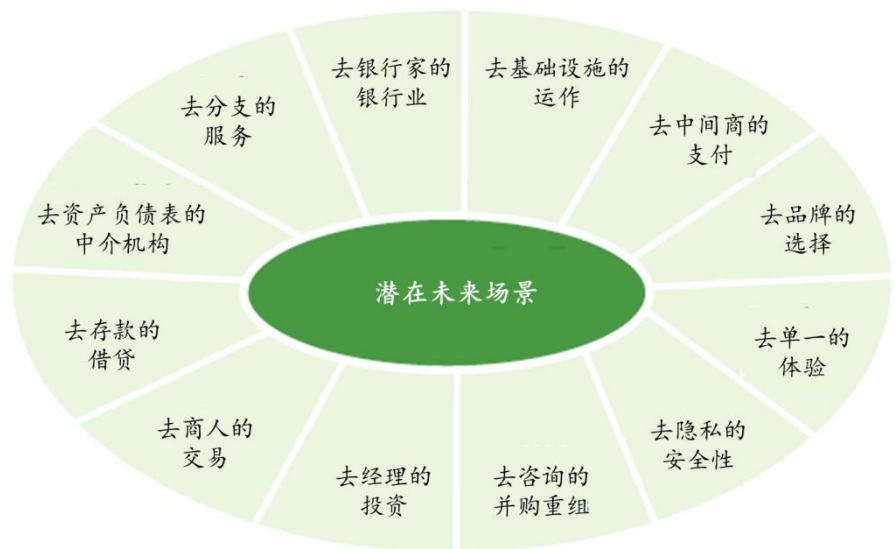 去银行家的
银行业
去基础设施的
运作
去中间商的
支付
去品牌的
选择
去单一的
体验
去隐私的
安全性
去咨询的
并购重组
去经理的
投资
去商人的
交易
去存款的
借贷
去资产负债表的
中介机构
去分支的
服务
潜在未来场景